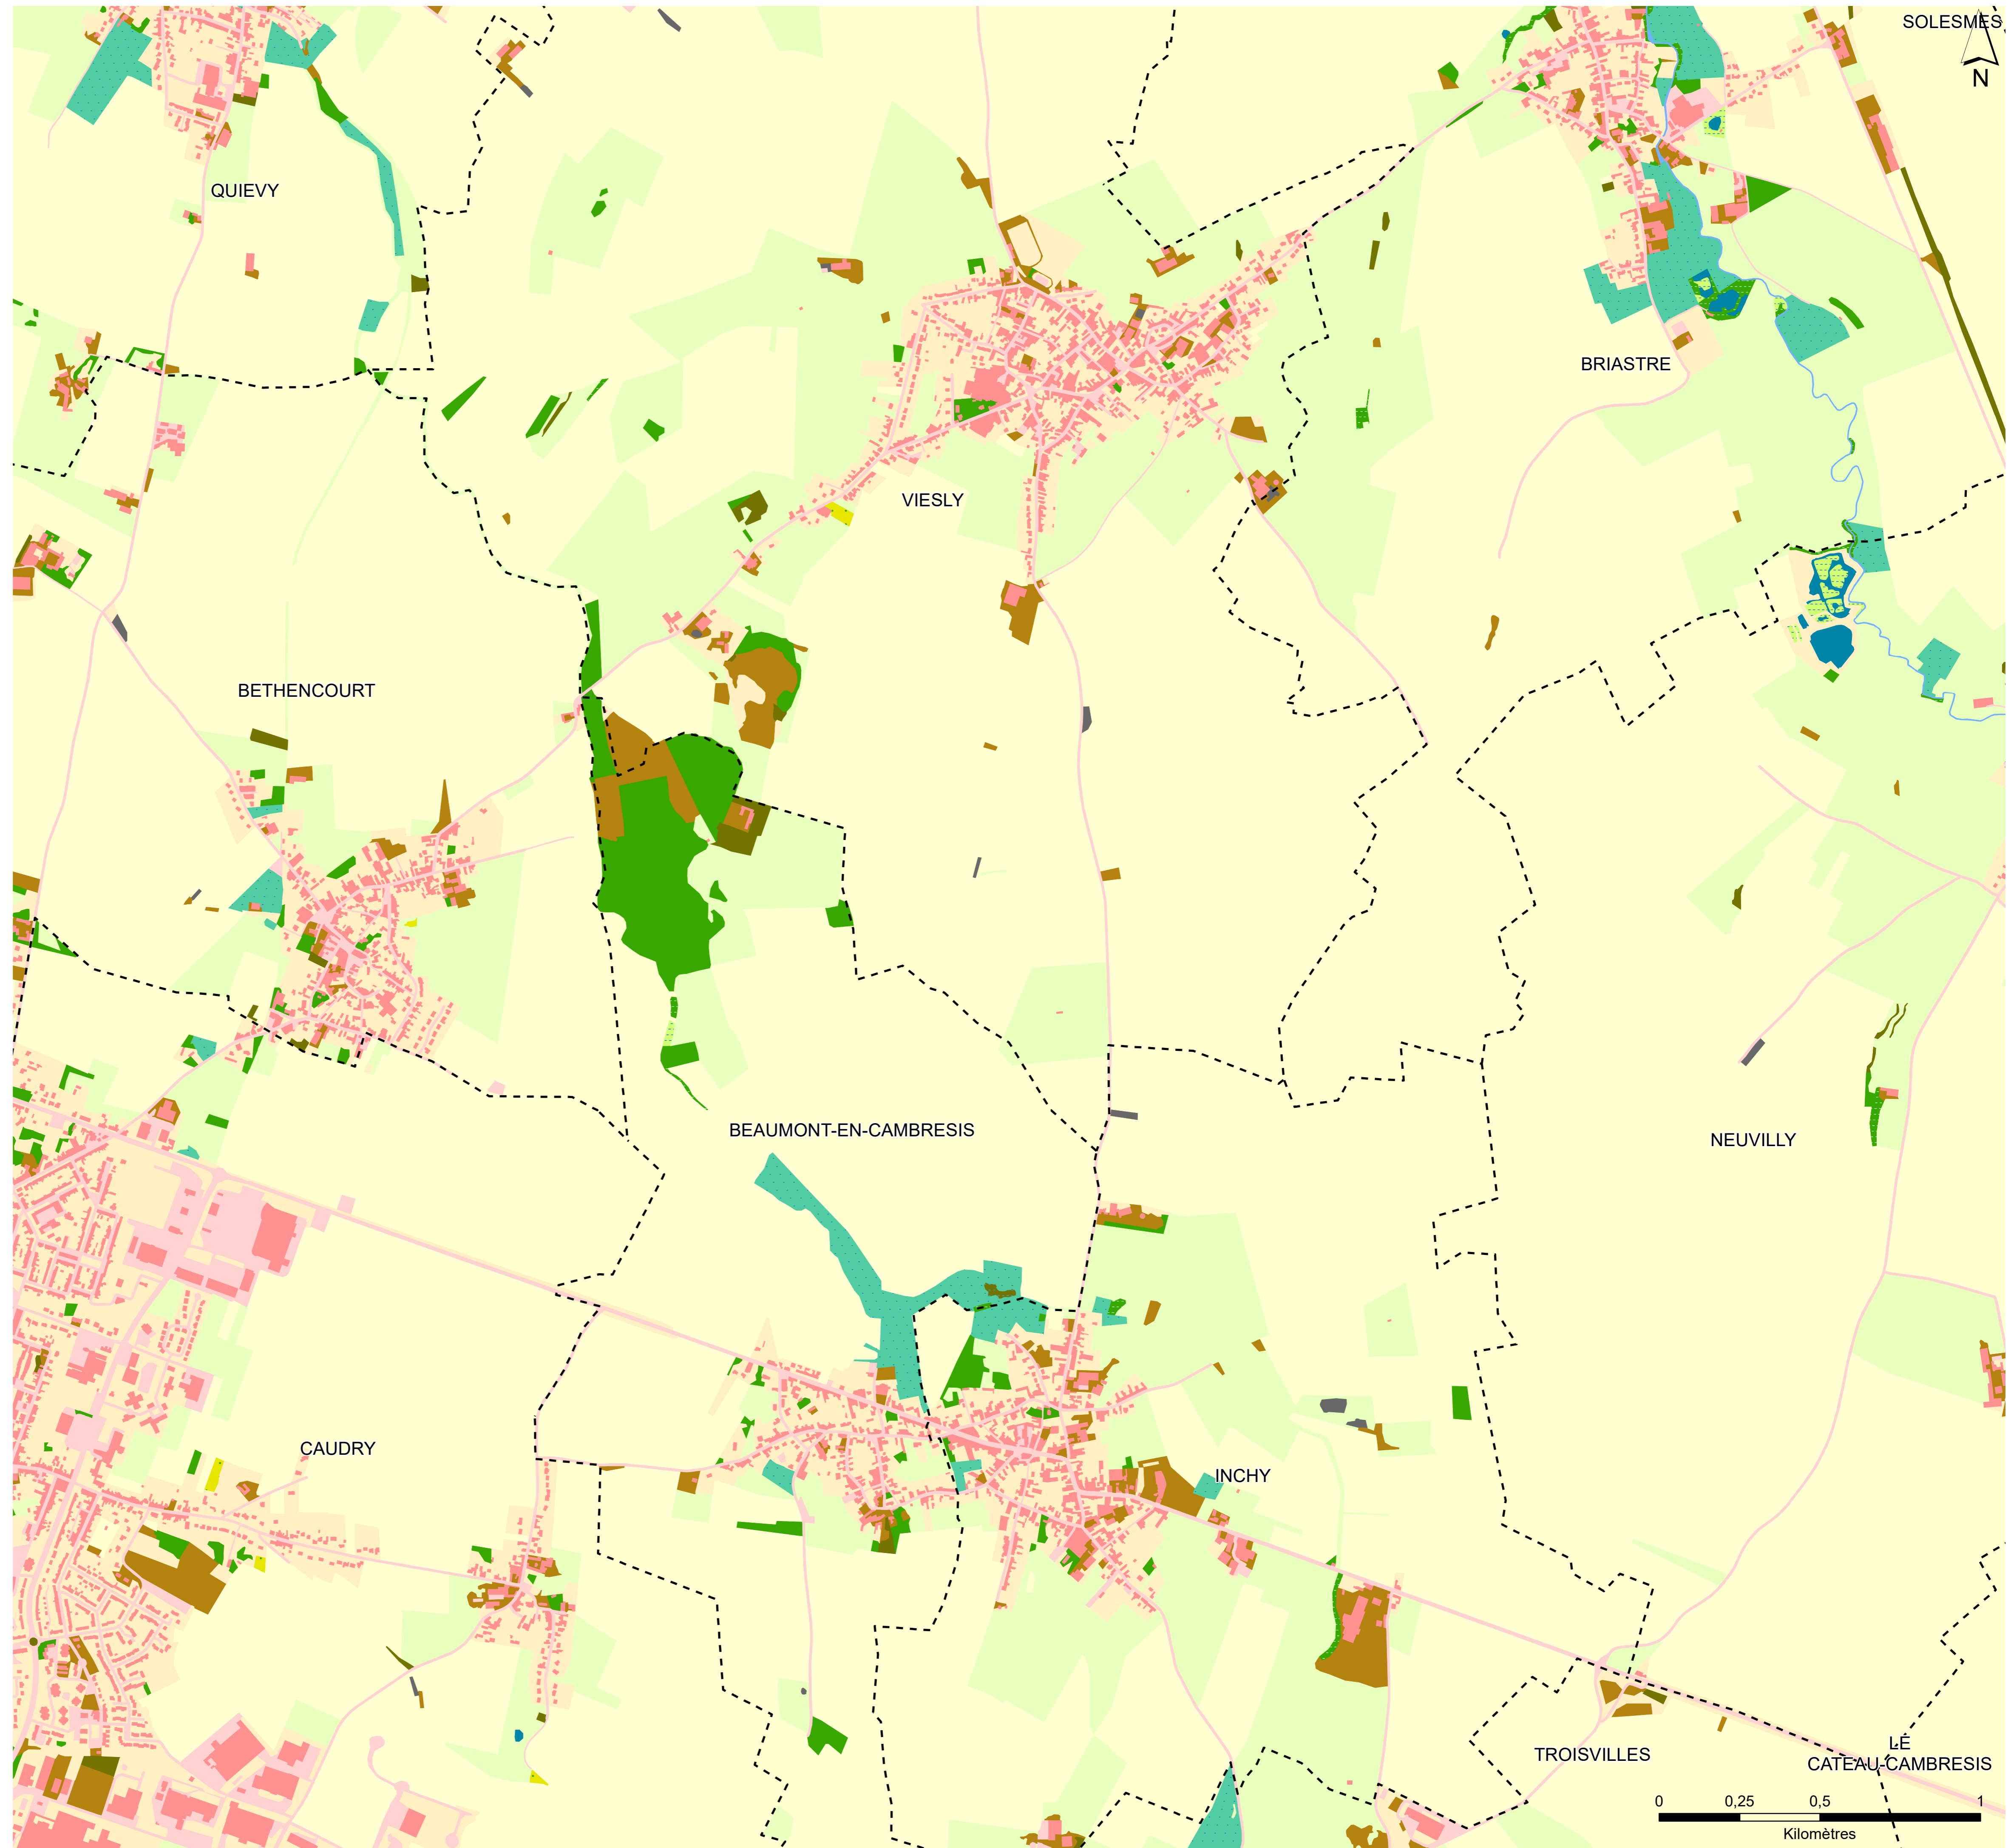 SOLESMES
N
QUIEVY
BRIASTRE
VIESLY
BETHENCOURT
BEAUMONT-EN-CAMBRESIS
NEUVILLY
CAUDRY
INCHY
TROISVILLES
LE
CATEAU-CAMBRESIS
0 0,25 0,5 1
Kilomètres